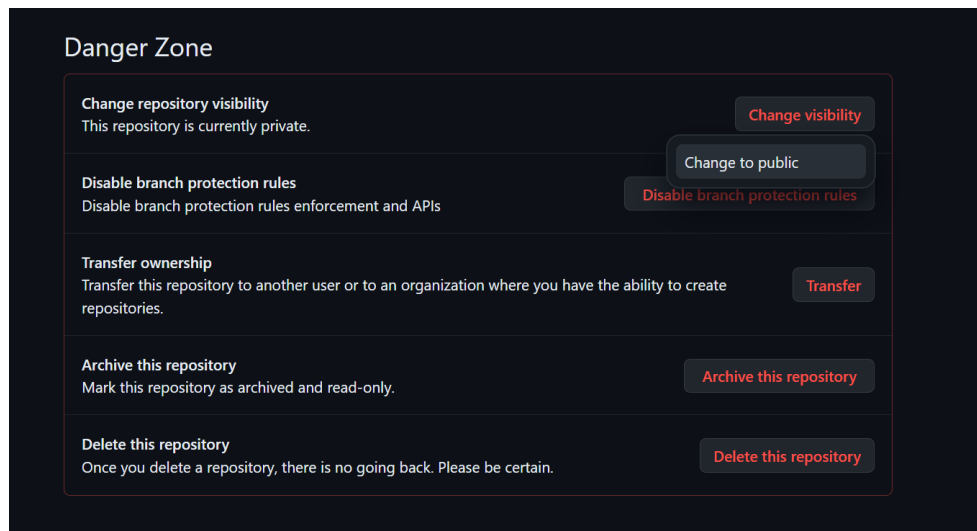 Danger Zone
Change repository visibility
This repository is currently private.
Change visibility
Change to public
Disable branch protection rules
Disable branch protection rules enforcement and APIs
Disable branch protection rules
Transfer ownership
Transfer this repository to another user or to an organization where you have the ability to create
repositories.
Transfer
Archive this repository
Mark this repository as archived and read-only.
Archive this repository
Delete this repository
Once you delete a repository, there is no going back. Please be certain.
Delete this repository